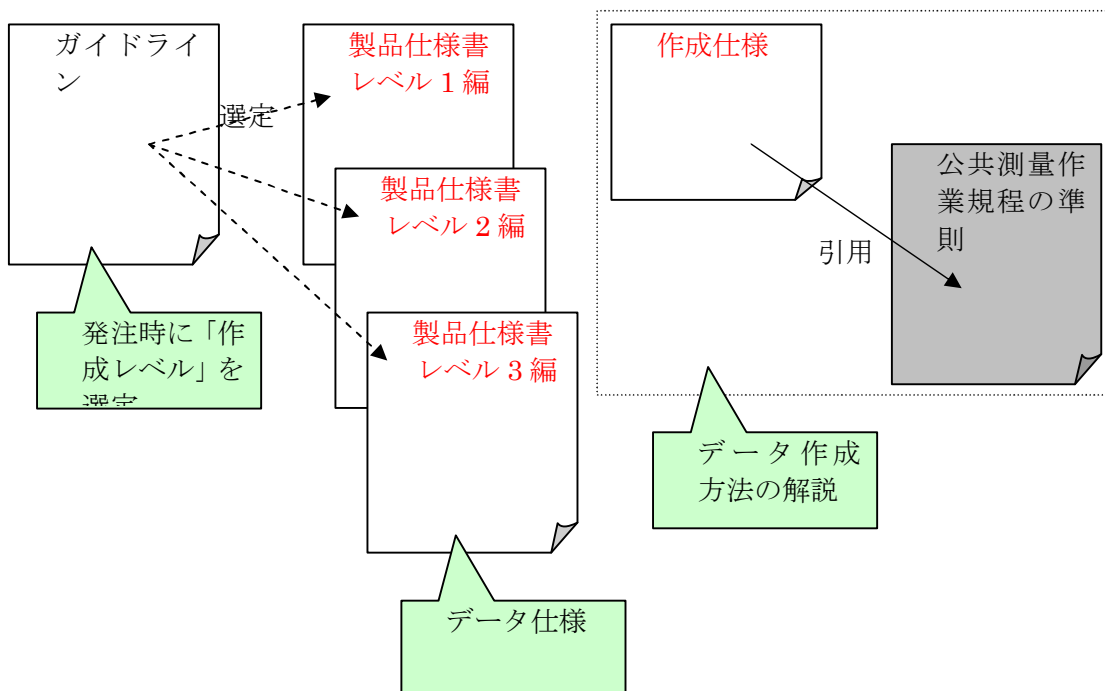 ガイドライ
ン
選定
製品仕様書
レベル1編
製品仕様書
レベル2編
製品仕様書
レベル3編
発注時に「作
成レベル」を
選定
データ仕様
作成仕様
引用
公共測量作
業規程の準
則
データ作成
方法の解説